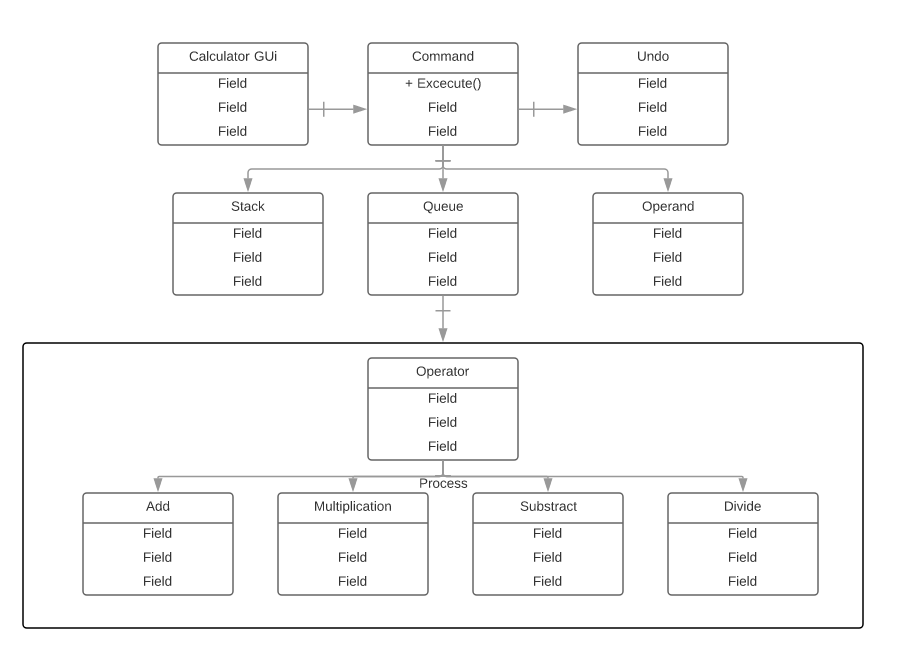 Calculator GUi
Field
Field
Field
Command
+ Excecute()
Field
Field
Undo
Field
Field
Field
Stack
Field
Field
Field
Queue
Field
Field
Field
Operand
Field
Field
Field
Operator
Field
Field
Field
Process
Add
Field
Field
Field
Multiplication
Field
Field
Field
Substract
Field
Field
Field
Divide
Field
Field
Field